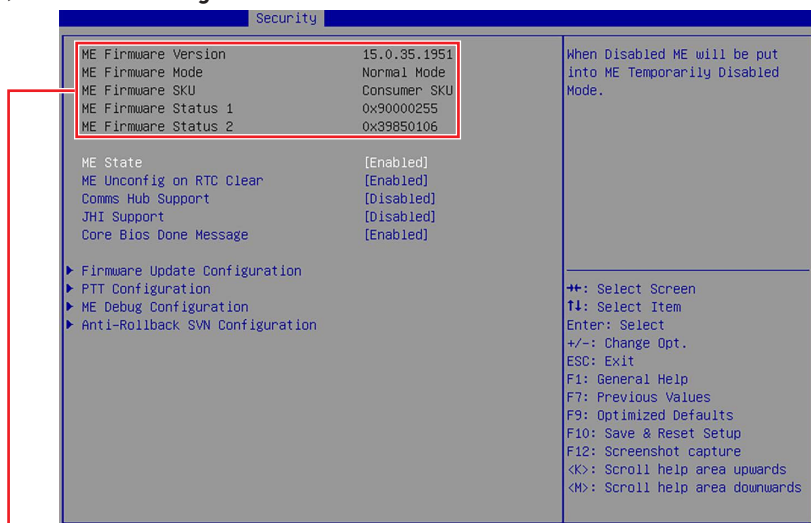 Security
ME Firmware Version 15.0.35.1951
ME Firmware Mode Normal Mode
ME Firmware SKU Consumer SKU
ME Firmware Status 1 0x90000255
ME Firmware Status 2 0x39850106
ME State [Enabled]
ME Unconfig on RTC Clear [Enabled]
Comms Hub Support [Disabled]
JHI Support [Disabled]
Core Bios Done Message [Enabled]
Firmware Update Configuration
PTT Configuration
ME Debug Configuration
Anti-Rollback SVN Configuration
When Disabled ME will be put
into ME Temporarily Disabled
Mode.
→←: Select Screen
↑↓: Select Item
Enter: Select
+/-: Change Opt.
ESC: Exit
F1: General Help
F7: Previous Values
F9: Optimized Defaults
F10: Save & Reset Setup
F12: Screenshot capture
<K>: Scroll help area upwards
<M>: Scroll help area downwards